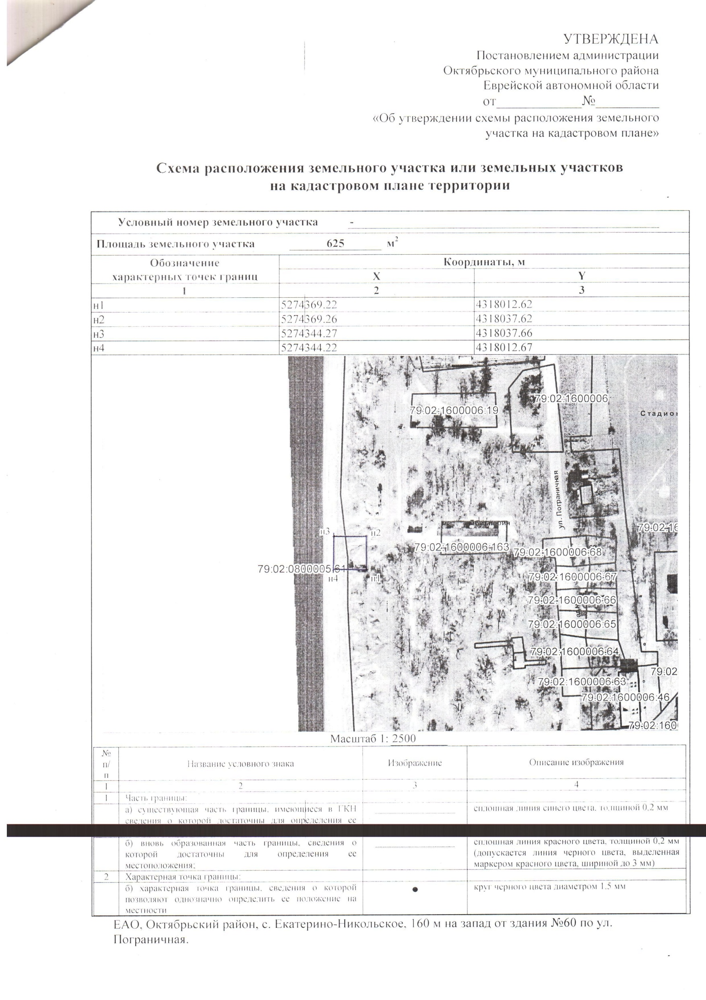 УТВЕРЖДЕНА
Постановлением администрации
Октябрьского муниципального района
Еврейской автономной области
от_____________№__________
«Об утверждении схемы расположения земельного
участка на кадастровом плане»
Схема расположения земельного участка или земельных участков
на кадастровом плане территории
Условный номер земельного участка -
Площадь земельного участка 625 м²
Обозначение
характерных точек границ
Координаты, м
X Y
1 2 3
н1 5274369.22 4318012.62
н2 5274369.26 4318037.62
н3 5274344.27 4318037.66
н4 5274344.22 4318012.67
79:02:1600006
79:02:1600006:19
Стадион
ул. Пограничная
58
79:02:16
н3 н2
79:02:1600006:163
79:02:1600006:68
79:02:0800005:61
н4 н1
79:02:1600006:67
79:02:1600006:66
79:02:1600006:65
79:02:1600006:64
79:02
79:02:1600006:63
79:02:1600006:46
79:02:160
Масштаб 1: 2500
№
п/
п
Название условного знака
Изображение
Описание изображения
1 2 3 4
1 Часть границы:
а) существующая часть границы, имеющиеся в ГКН
сведения о которой достаточны для определения ее
сплошная линия синего цвета, толщиной 0,2 мм
б) вновь образованная часть границы, сведения о
которой достаточны для определения ее
местоположения;
сплошная линия красного цвета, толщиной 0,2 мм
(допускается линия черного цвета, выделенная
маркером красного цвета, шириной до 3 мм)
2 Характерная точка границы:
б) характерная точка границы, сведения о которой
позволяют однозначно определить ее положение на
местности
круг черного цвета диаметром 1.5 мм
ЕАО, Октябрьский район, с. Екатерино-Никольское, 160 м на запад от здания №60 по ул.
Пограничная.